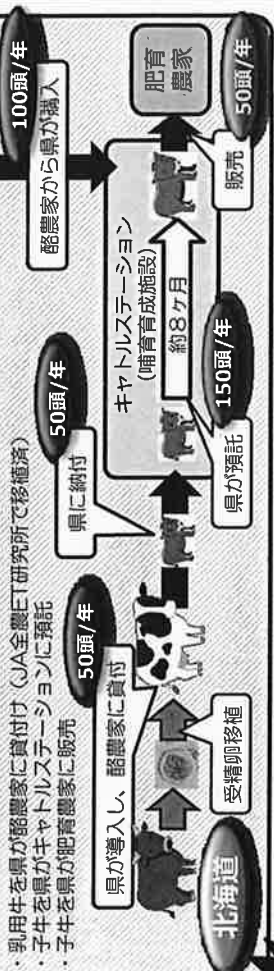 ・乳用牛を県が酪農家に貸付け（JA全農ET研究所で移植済）
・子牛を県がキャトルステーションに預託
・子牛を県が肥育農家に販売
北海道
受精卵移植
県が導入し、酪農家に貸付
50頭/年
県に納付
50頭/年
キャトルステーション
（哺育育成施設）
約8ヶ月
県が預託
150頭/年
100頭/年
酪農家から県が購入
肥育
農家
販売
50頭/年